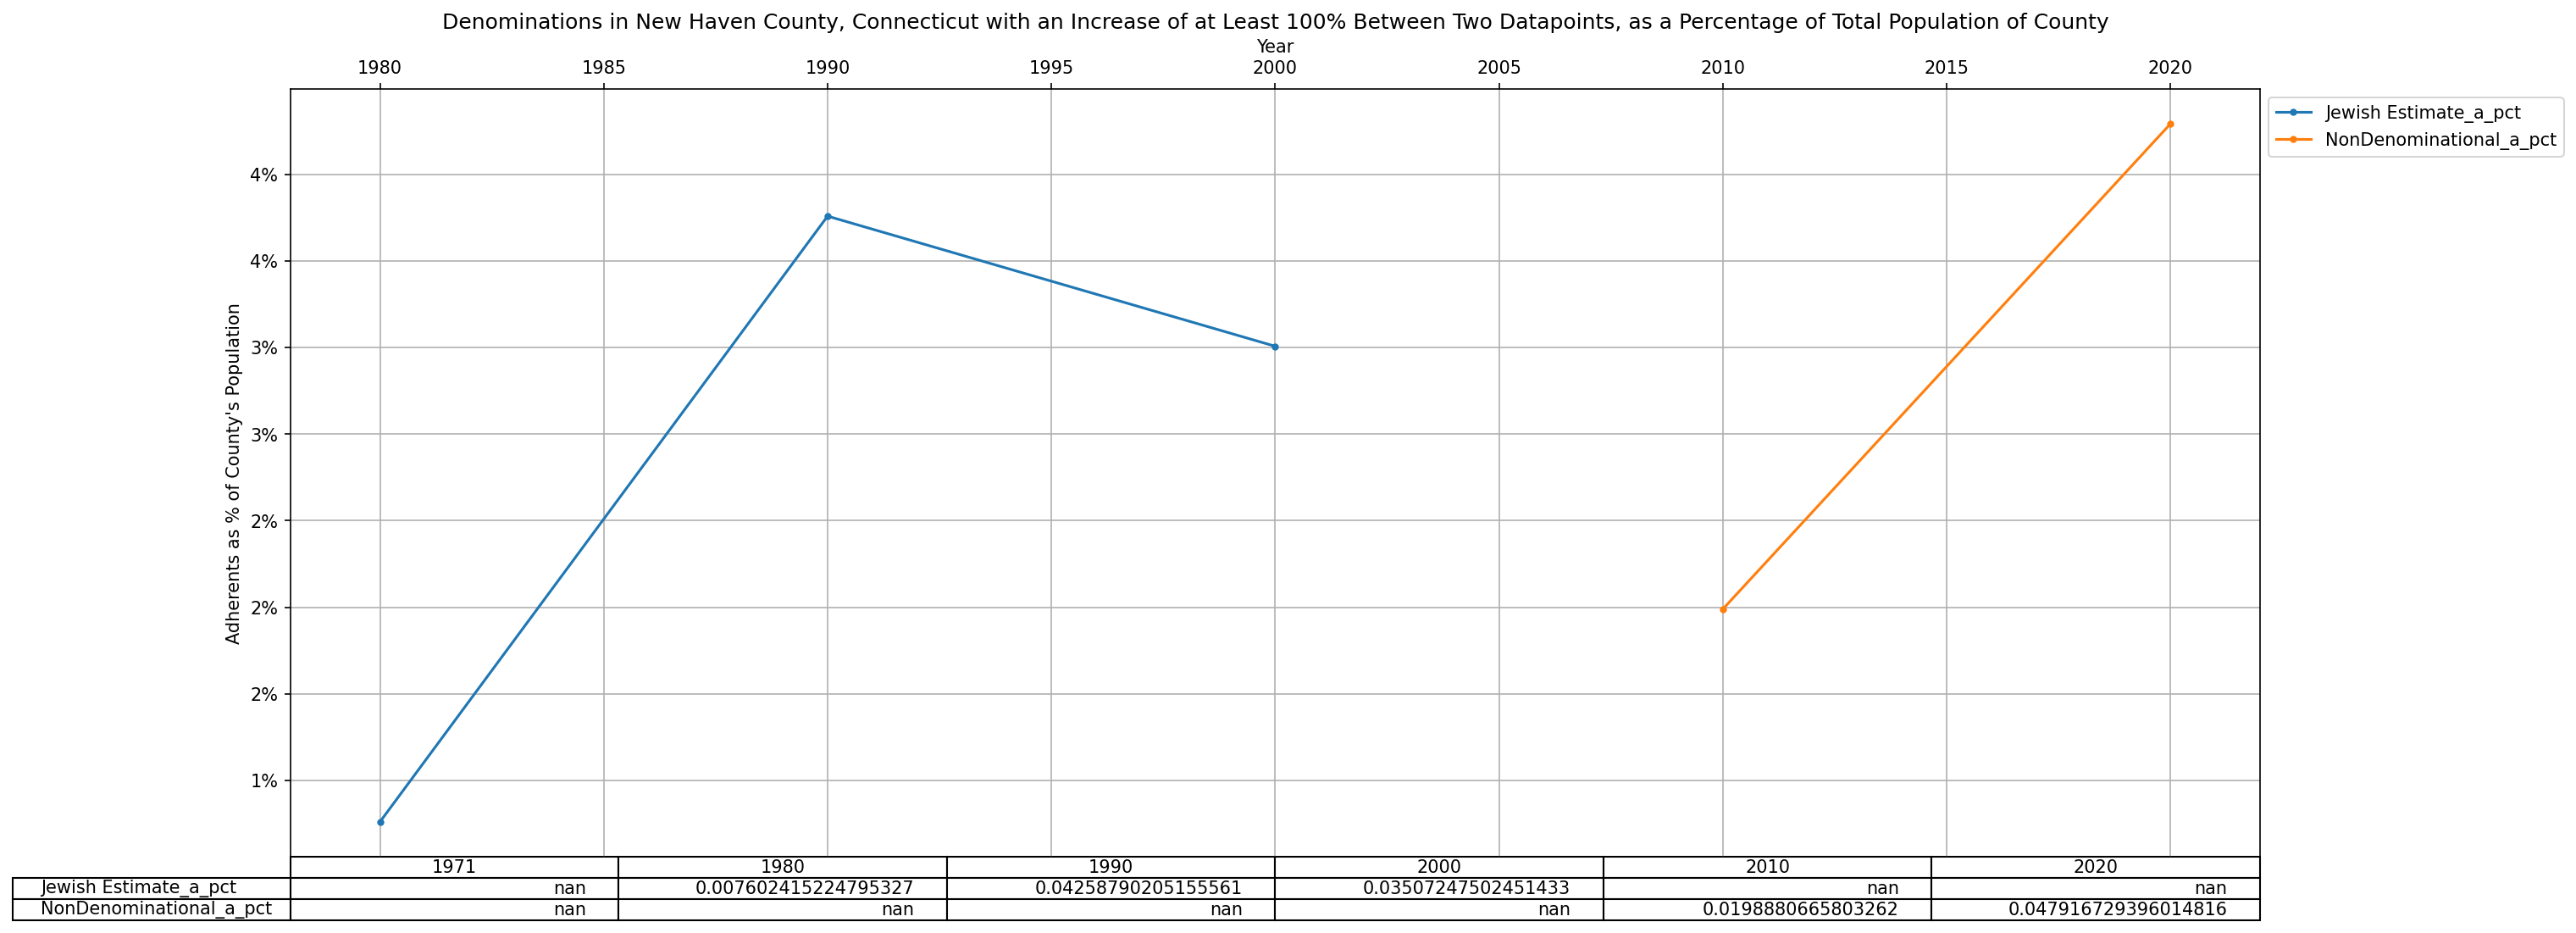 Denominations in New Haven County, Connecticut with an Increase of at Least 100% Between Two Datapoints, as a Percentage of Total Population of County
Year
1980 1985 1990 1995 2000 2005 2010 2015 2020
Jewish Estimate_a_pct
NonDenominational_a_pct
4%
4%
3%
3%
2%
2%
2%
1%
Adherents as % of County's Population
1971 1980 1990 2000 2010 2020
Jewish Estimate_a_pct nan 0.007602415224795327 0.04258790205155561 0.03507247502451433 nan nan
NonDenominational_a_pct nan nan nan nan 0.0198880665803262 0.047916729396014816